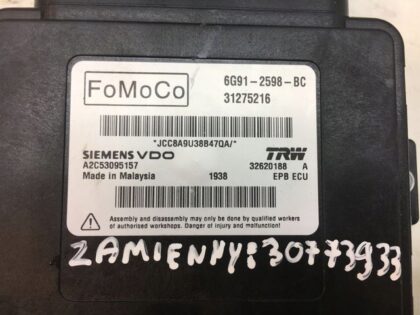 FoMoCo
6G91-2598-BC
31275216
*JCC8A9U38B47QA/*
SIEMENS VDO
TRW
A2C53095157
32620188 A
Made in Malaysia
1938
EPB ECU
Assembly and disassembly may only be done by qualified workers
of authorised workshops. Danger of injury and malfunction!
ZAMIENNY:30773933